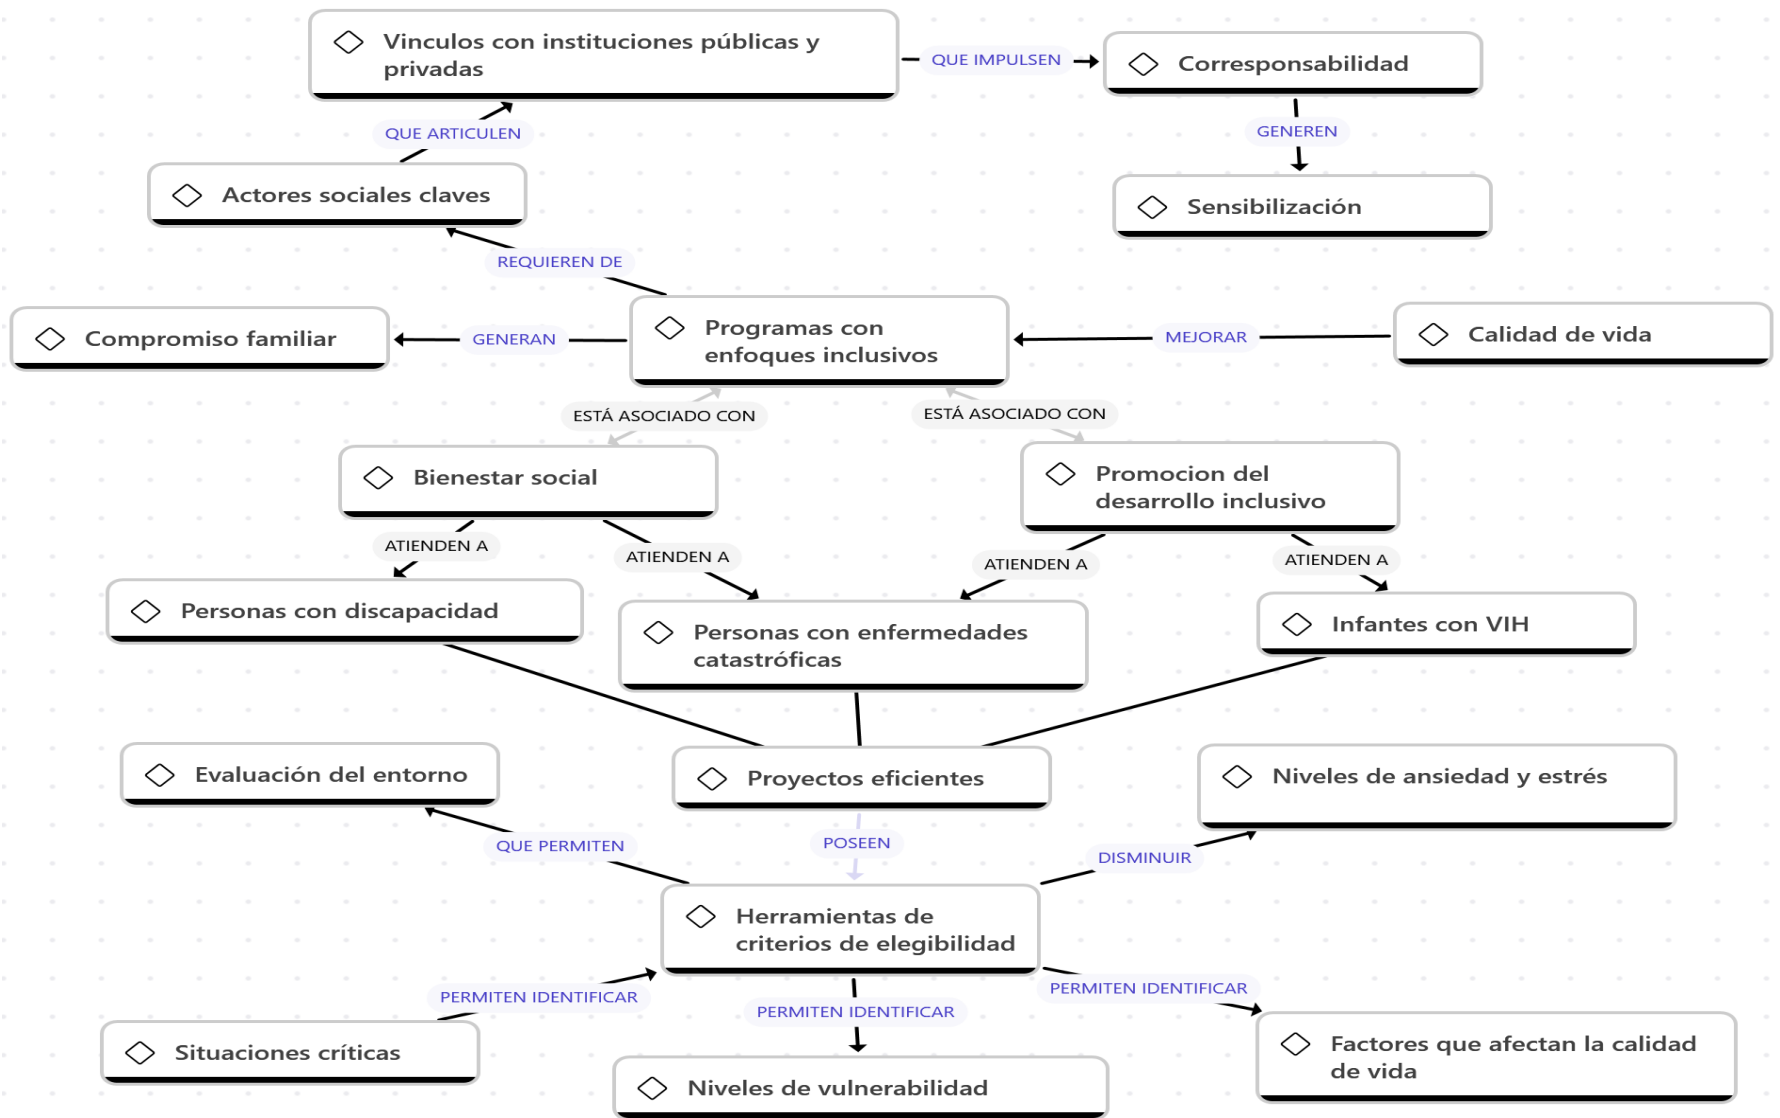 Vinculos con instituciones públicas y
privadas
QUE IMPULSEN
Corresponsabilidad
QUE ARTICULEN
GENEREN
Actores sociales claves
Sensibilización
REQUIEREN DE
Compromiso familiar
GENERAN
Programas con
enfoques inclusivos
MEJORAR
Calidad de vida
ESTÁ ASOCIADO CON
ESTÁ ASOCIADO CON
Bienestar social
Promocion del
desarrollo inclusivo
ATIENDEN A
ATIENDEN A
ATIENDEN A
ATIENDEN A
Personas con discapacidad
Personas con enfermedades
catastróficas
Infantes con VIH
Evaluación del entorno
Proyectos eficientes
Niveles de ansiedad y estrés
QUE PERMITEN
POSEEN
DISMINUIR
Herramientas de
criterios de elegibilidad
PERMITEN IDENTIFICAR
PERMITEN IDENTIFICAR
PERMITEN IDENTIFICAR
Situaciones críticas
Niveles de vulnerabilidad
Factores que afectan la calidad
de vida